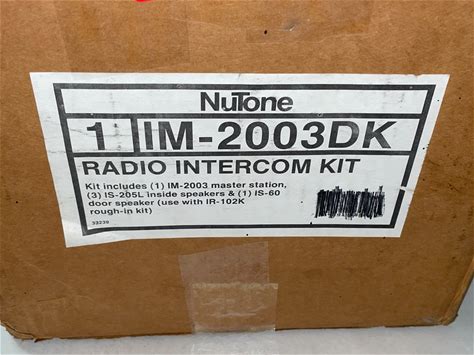 NuTone
1 IM-2003DK
RADIO INTERCOM KIT
Kit includes (1) IM-2003 master station,
(3) IS-205L inside speakers & (1) IS-60
door speaker (use with IR-102K
rough-in kit)